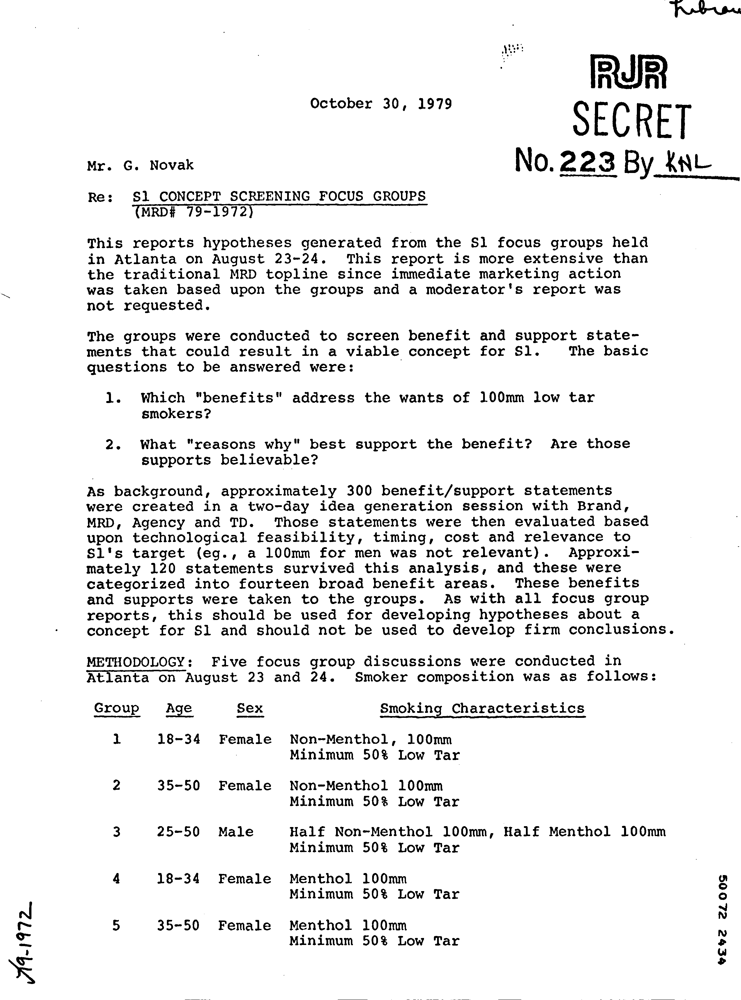 RJR
October 30, 1979
SECRET
No. 223 By KNL
Mr. G. Novak
Re: S1 CONCEPT SCREENING FOCUS GROUPS
(MRD# 79-1972)
This reports hypotheses generated from the S1 focus groups held
in Atlanta on August 23-24. This report is more extensive than
the traditional MRD topline since immediate marketing action
was taken based upon the groups and a moderator's report was
not requested.
The groups were conducted to screen benefit and support state-
ments that could result in a viable concept for S1. The basic
questions to be answered were:
1. Which "benefits" address the wants of 100mm low tar
smokers?
2. What "reasons why" best support the benefit? Are those
supports believable?
As background, approximately 300 benefit/support statements
were created in a two-day idea generation session with Brand,
MRD, Agency and TD. Those statements were then evaluated based
upon technological feasibility, timing, cost and relevance to
S1's target (eg., a 100mm for men was not relevant). Approxi-
mately 120 statements survived this analysis, and these were
categorized into fourteen broad benefit areas. These benefits
and supports were taken to the groups. As with all focus group
reports, this should be used for developing hypotheses about a
concept for S1 and should not be used to develop firm conclusions.
METHODOLOGY: Five focus group discussions were conducted in
Atlanta on August 23 and 24. Smoker composition was as follows:
Group Age Sex Smoking Characteristics
1 18-34 Female Non-Menthol, 100mm
Minimum 50% Low Tar
2 35-50 Female Non-Menthol 100mm
Minimum 50% Low Tar
3 25-50 Male Half Non-Menthol 100mm, Half Menthol 100mm
Minimum 50% Low Tar
4 18-34 Female Menthol 100mm
Minimum 50% Low Tar
5 35-50 Female Menthol 100mm
Minimum 50% Low Tar
79-1972
50072 2434